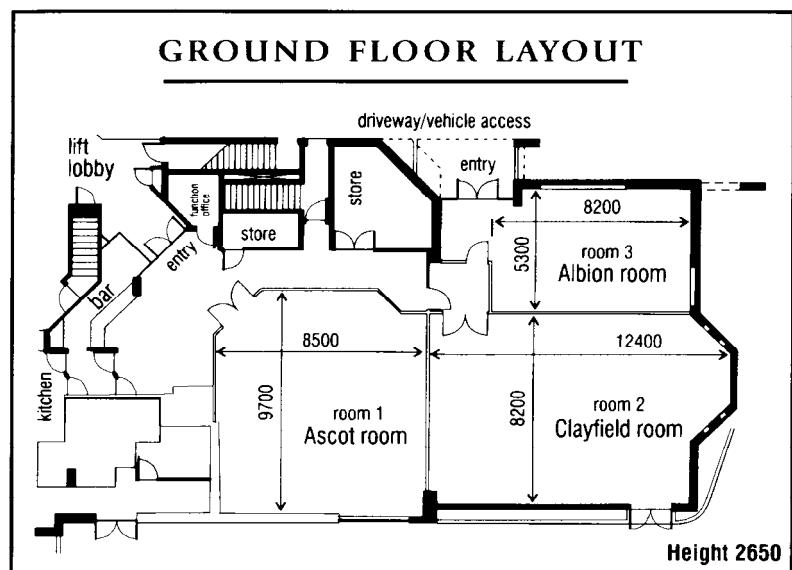 GROUND FLOOR LAYOUT
driveway/vehicle access
lift
lobby
entry
function
office
store
store
entry
bar
kitchen
8200
5300
room 3
Albion room
8500
9700
room 1
Ascot room
12400
8200
room 2
Clayfield room
Height 2650